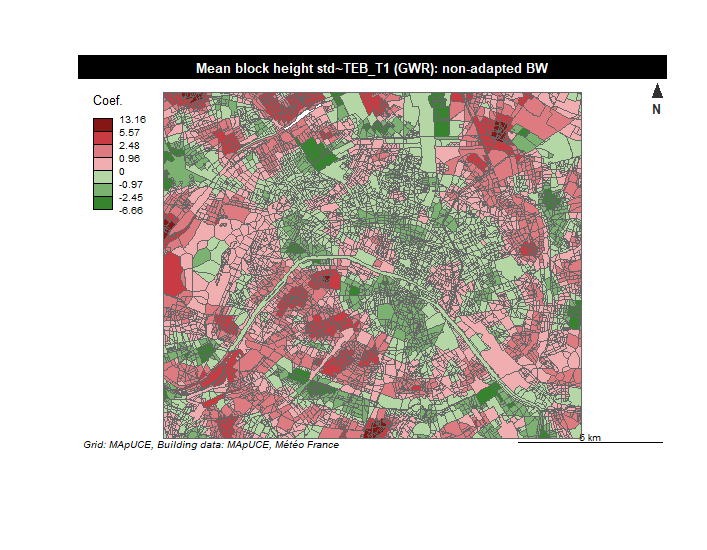 Mean block height std~TEB_T1 (GWR): non-adapted BW
N
Coef.
13.16
5.57
2.48
0.96
0
-0.97
-2.45
-6.66
6 km
Grid: MApUCE, Building data: MApUCE, Météo France